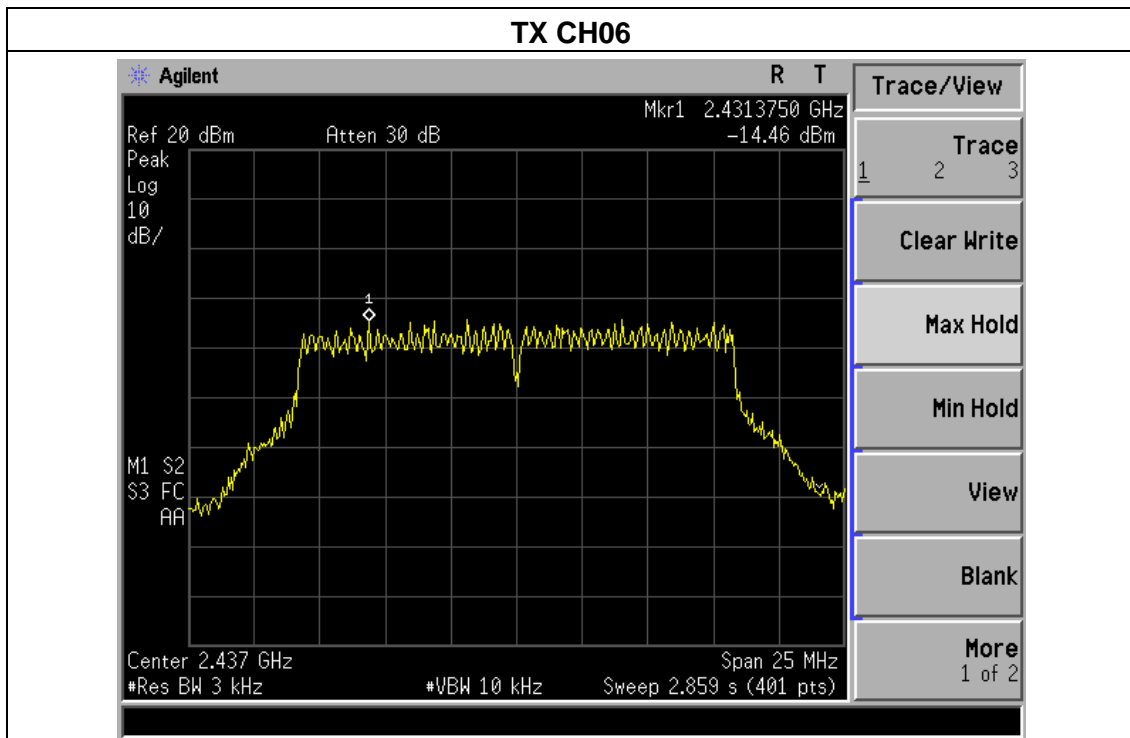 TX CH06
Agilent
R T
Trace/View
Mkr1 2.4313750 GHz
Ref 20 dBm Atten 30 dB -14.46 dBm
Peak
Log
10
dB/
1
M1 S2
S3 FC
AA
Center 2.437 GHz Span 25 MHz
#Res BW 3 kHz #VBW 10 kHz Sweep 2.859 s (401 pts)
Trace
1 2 3
Clear Write
Max Hold
Min Hold
View
Blank
More
1 of 2